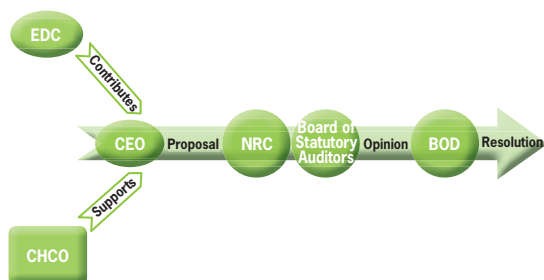 EDC
Contributes
CEO
Proposal
NRC
Board of
Statutory
Auditors
Opinion
BOD
Resolution
Supports
CHCO